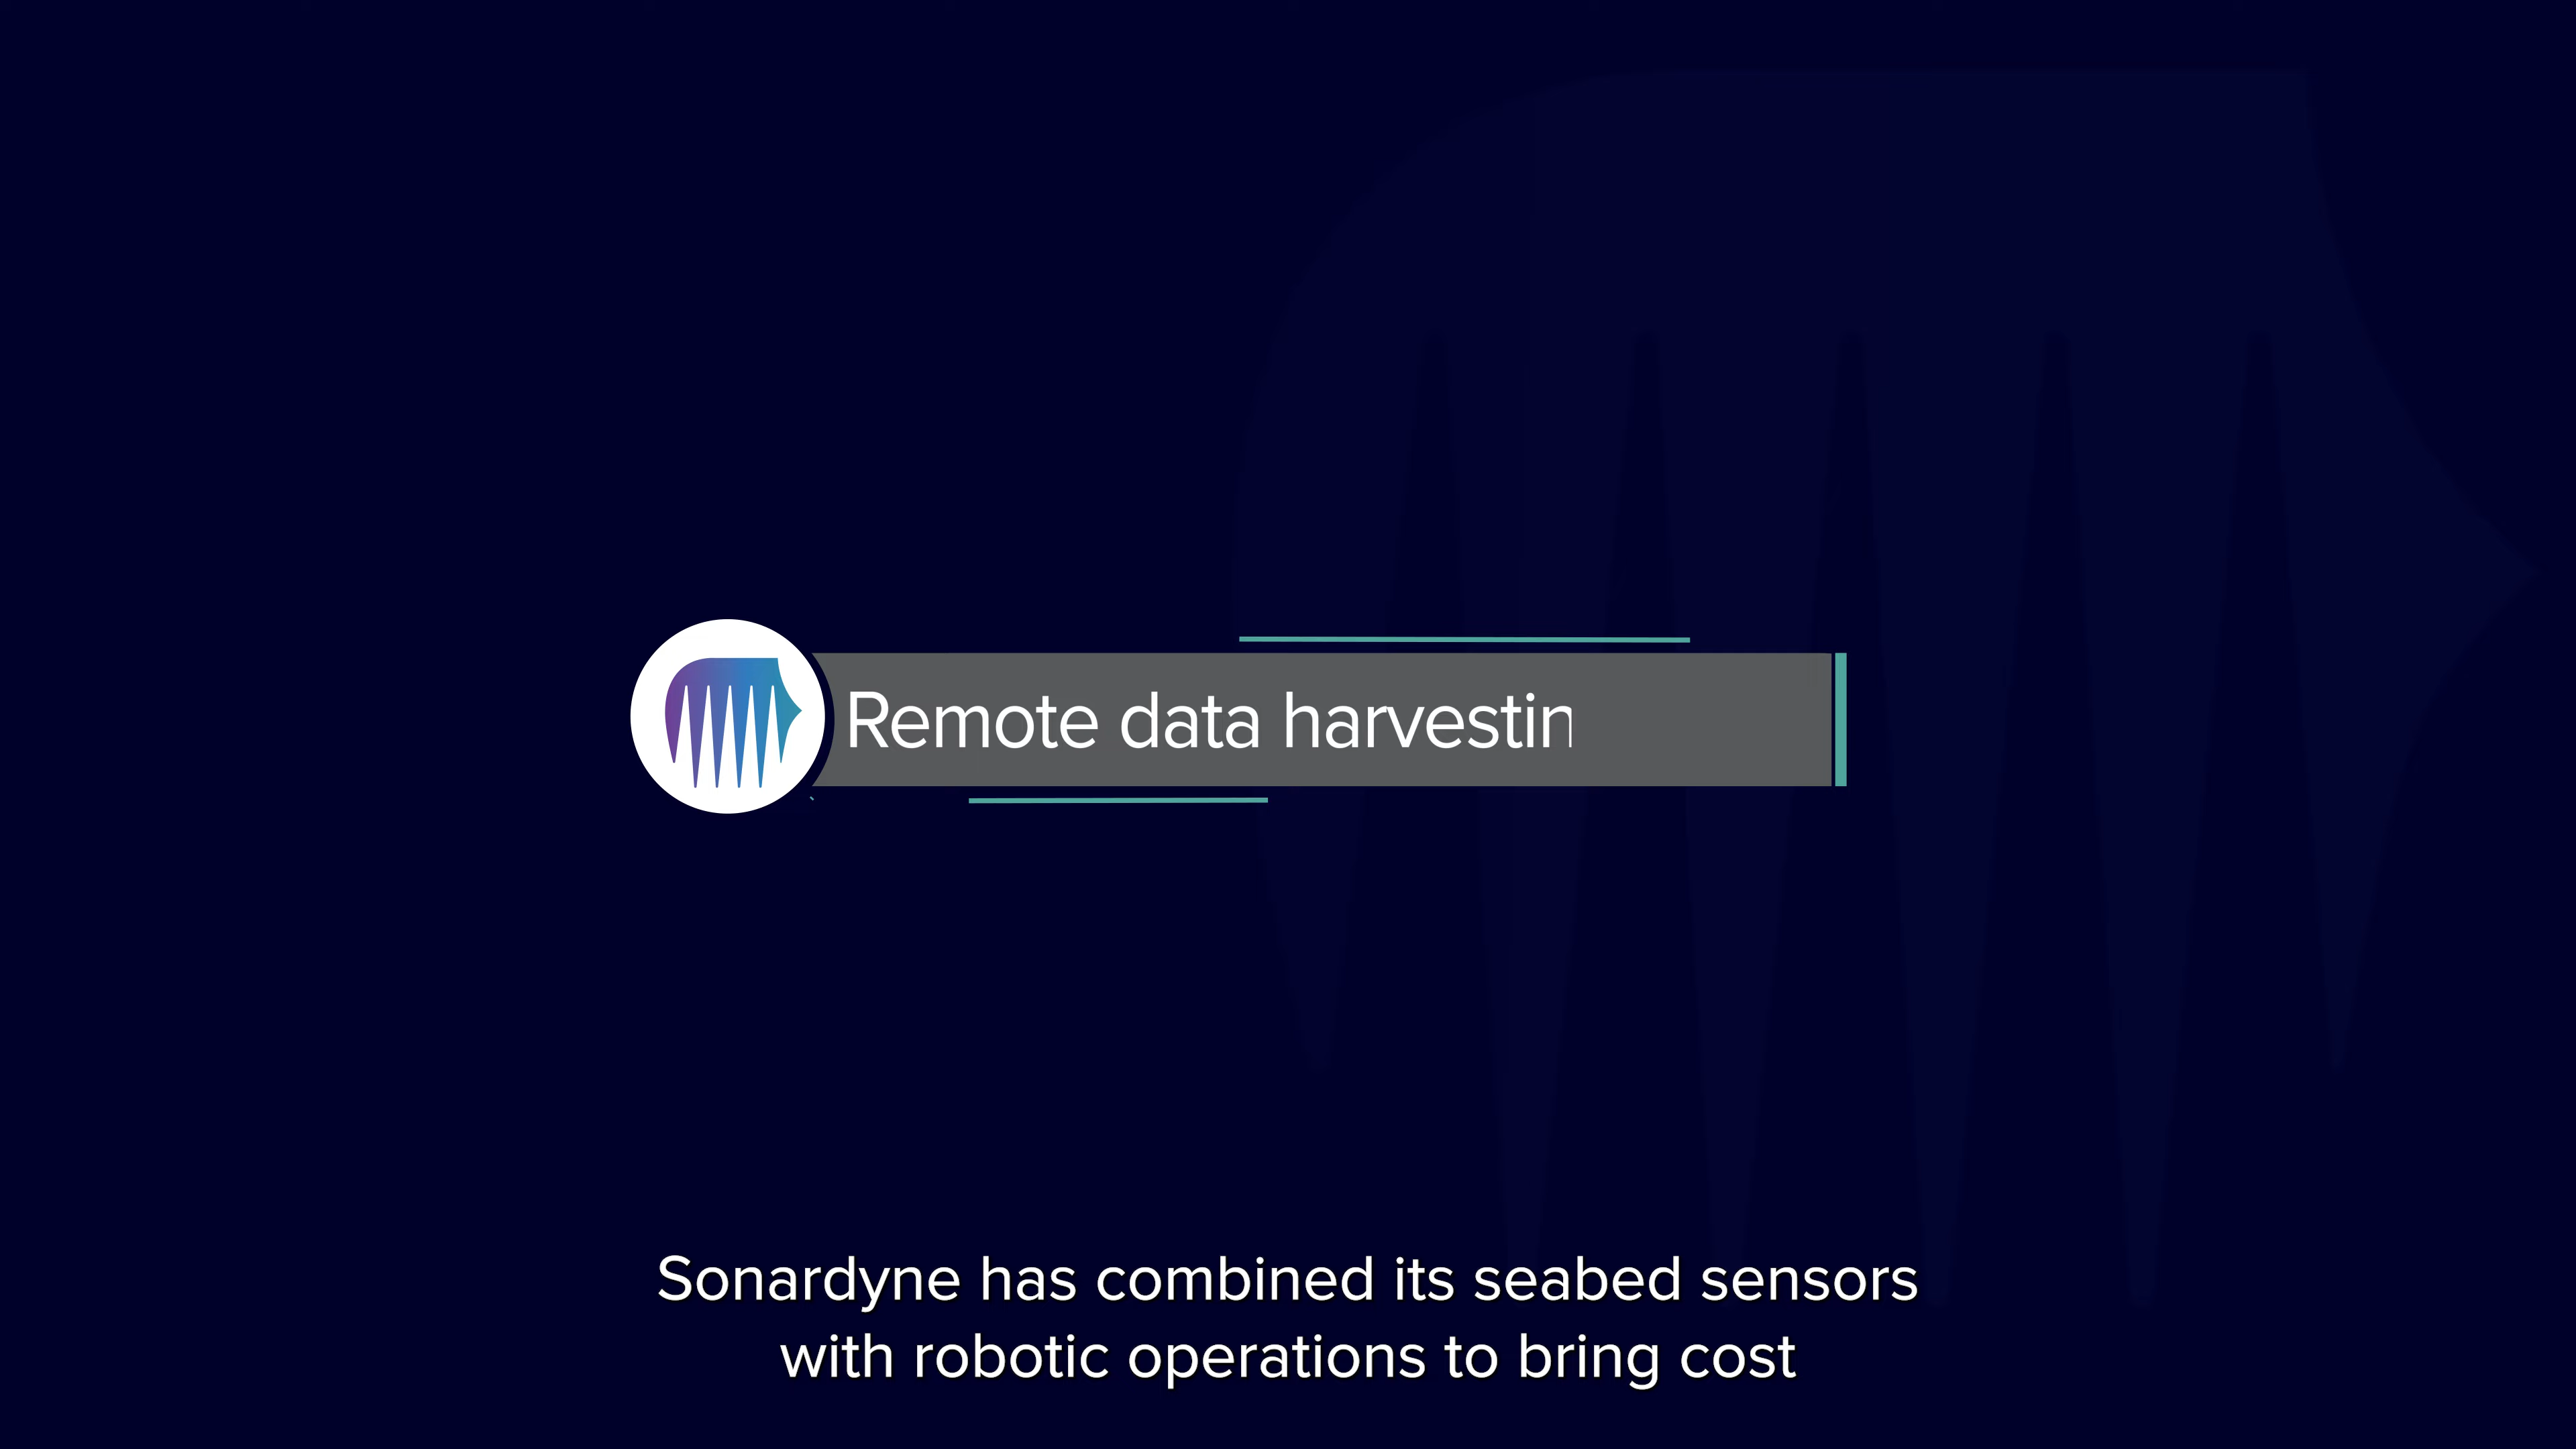 Remote data harvestin
Sonardyne has combined its seabed sensors
with robotic operations to bring cost